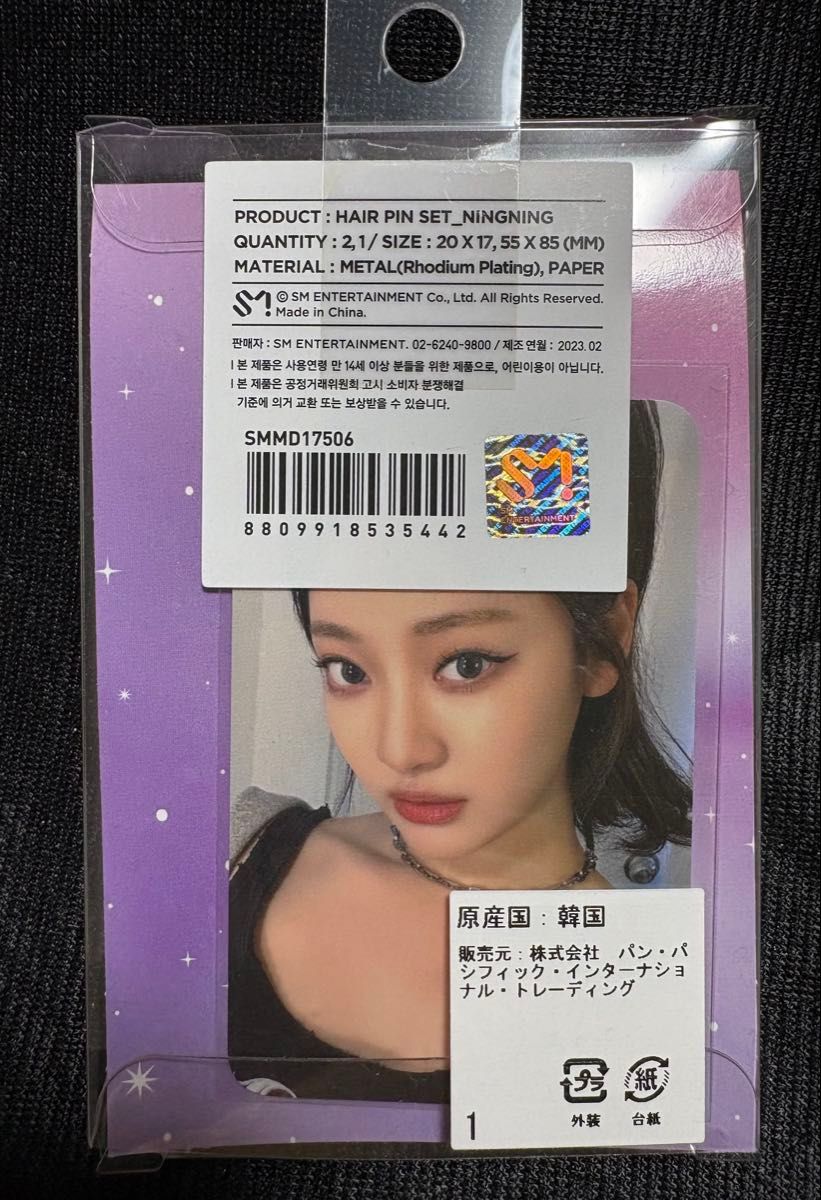 PRODUCT : HAIR PIN SET_NiNGNING
QUANTITY : 2, 1 / SIZE : 20 X 17, 55 X 85 (MM)
MATERIAL : METAL(Rhodium Plating), PAPER
SM! © SM ENTERTAINMENT Co., Ltd. All Rights Reserved.
Made in China.
판매자 : SM ENTERTAINMENT. 02-6240-9800 / 제조 연월 : 2023. 02
l 본 제품은 사용연령 만 14세 이상 분들을 위한 제품으로, 어린이용이 아닙니다.
l 본 제품은 공정거래위원회 고시 소비자 분쟁해결
기준에 의거 교환 또는 보상받을 수 있습니다.
SMMD17506
8809918535442
SM!
SM
ENTERTAINMENT
原産国：韓国
販売元：株式会社　パン・パ
シフィック・インターナショ
ナル・トレーディング
プラ 紙
外装 台紙
1